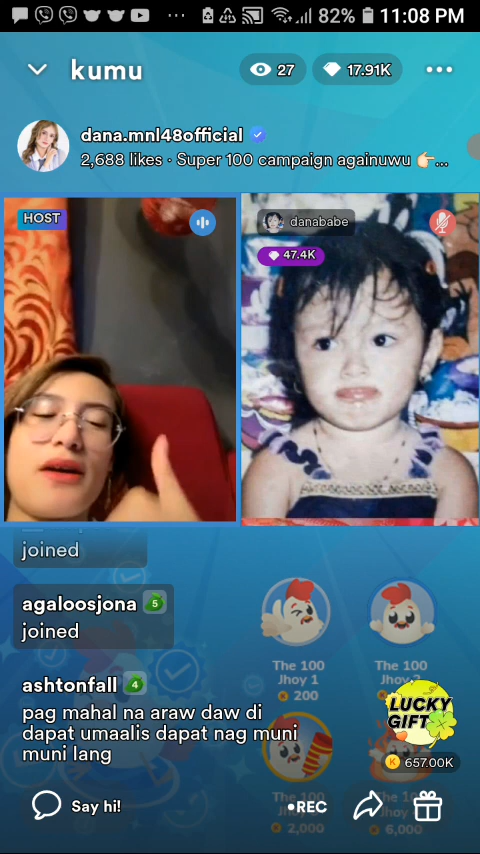 82% 11:08 PM
kumu
27
17.91K
dana.mnl48official
2,688 likes · Super 100 campaign againuwu 👉🏻...
HOST
danababe
47.4K
joined
agaloosjona 5
joined
ashtonfall 4
pag mahal na araw daw di
dapat umaalis dapat nag muni
muni lang
The 100
Jhoy 1
200
The 100
LUCKY
GIFT
657.00K
The 100
2,000
6,000
Say hi!
•REC